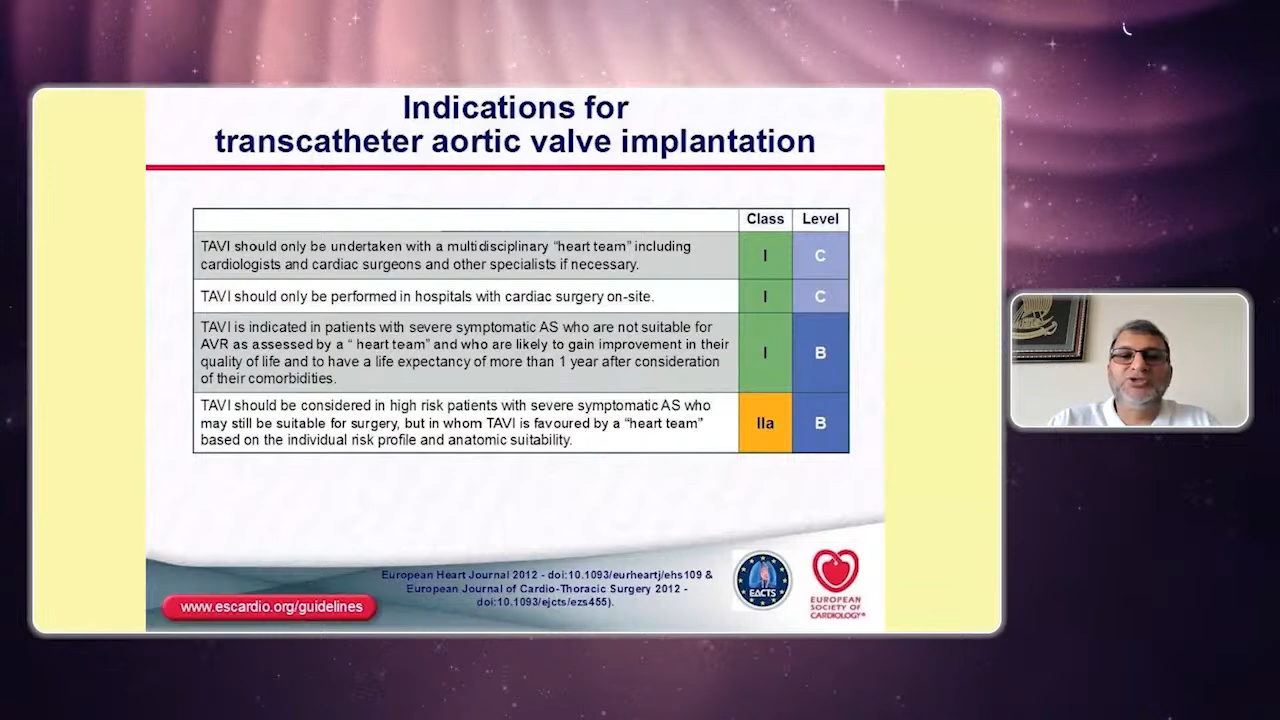 Indications for
transcatheter aortic valve implantation
Class Level
TAVI should only be undertaken with a multidisciplinary “heart team” including
cardiologists and cardiac surgeons and other specialists if necessary.
I C
TAVI should only be performed in hospitals with cardiac surgery on-site.
I C
TAVI is indicated in patients with severe symptomatic AS who are not suitable for
AVR as assessed by a “ heart team” and who are likely to gain improvement in their
quality of life and to have a life expectancy of more than 1 year after consideration
of their comorbidities.
I B
TAVI should be considered in high risk patients with severe symptomatic AS who
may still be suitable for surgery, but in whom TAVI is favoured by a “heart team”
based on the individual risk profile and anatomic suitability.
IIa B
www.escardio.org/guidelines
European Heart Journal 2012 - doi:10.1093/eurheartj/ehs109 &
European Journal of Cardio-Thoracic Surgery 2012 -
doi:10.1093/ejcts/ezs455).
EACTS
EUROPEAN
SOCIETY OF
CARDIOLOGY®